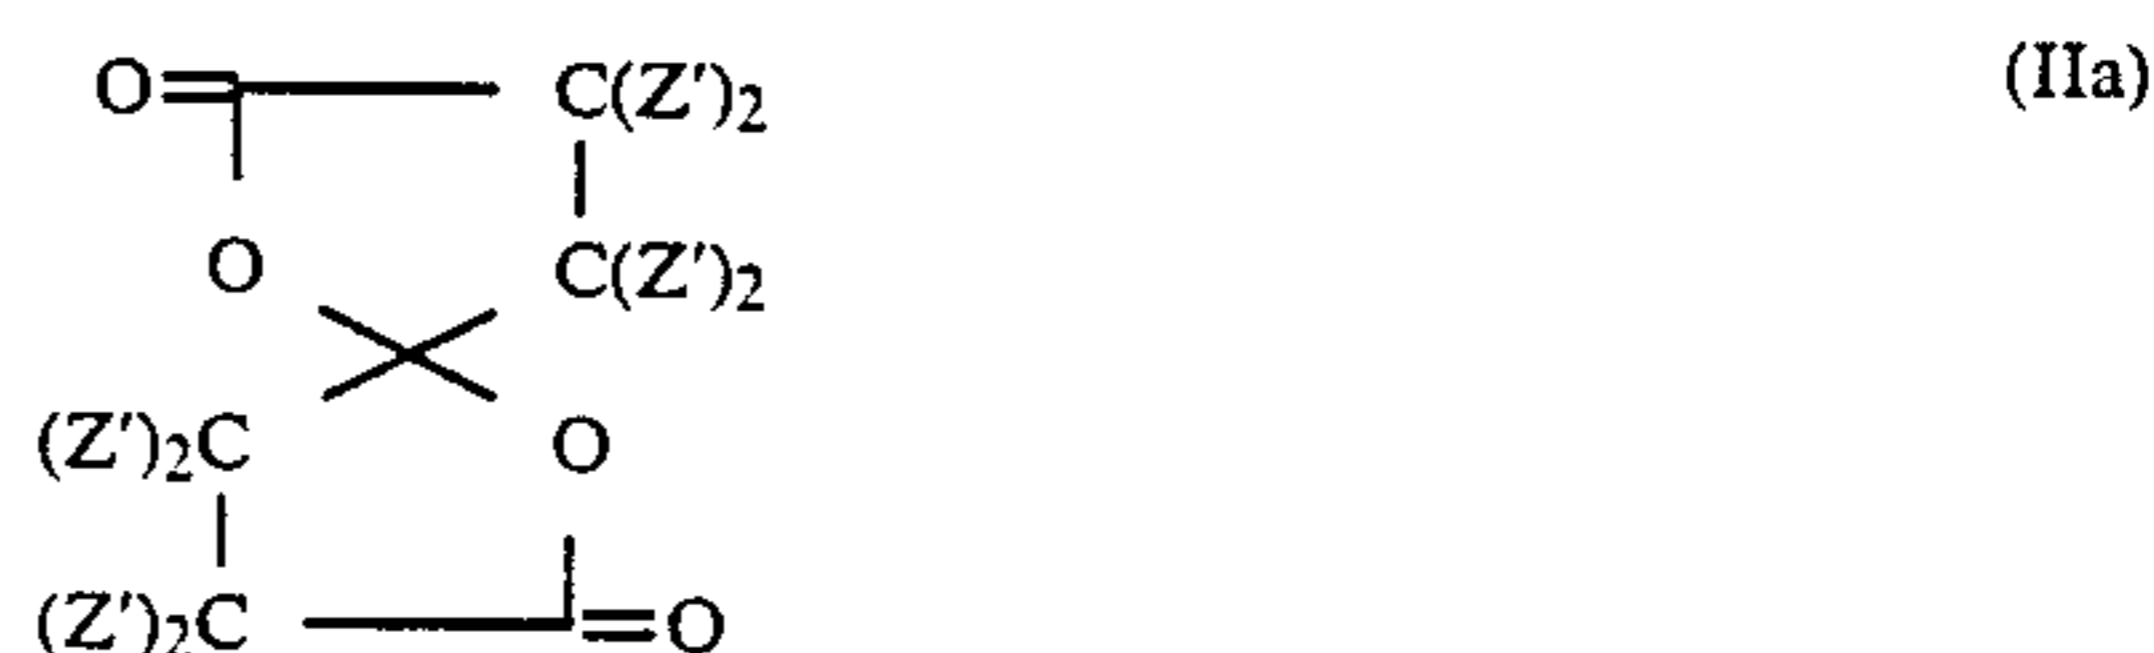 O=C(Z')₂ (IIa)
C(Z')₂
O
(Z')₂C O
(Z')₂C =O